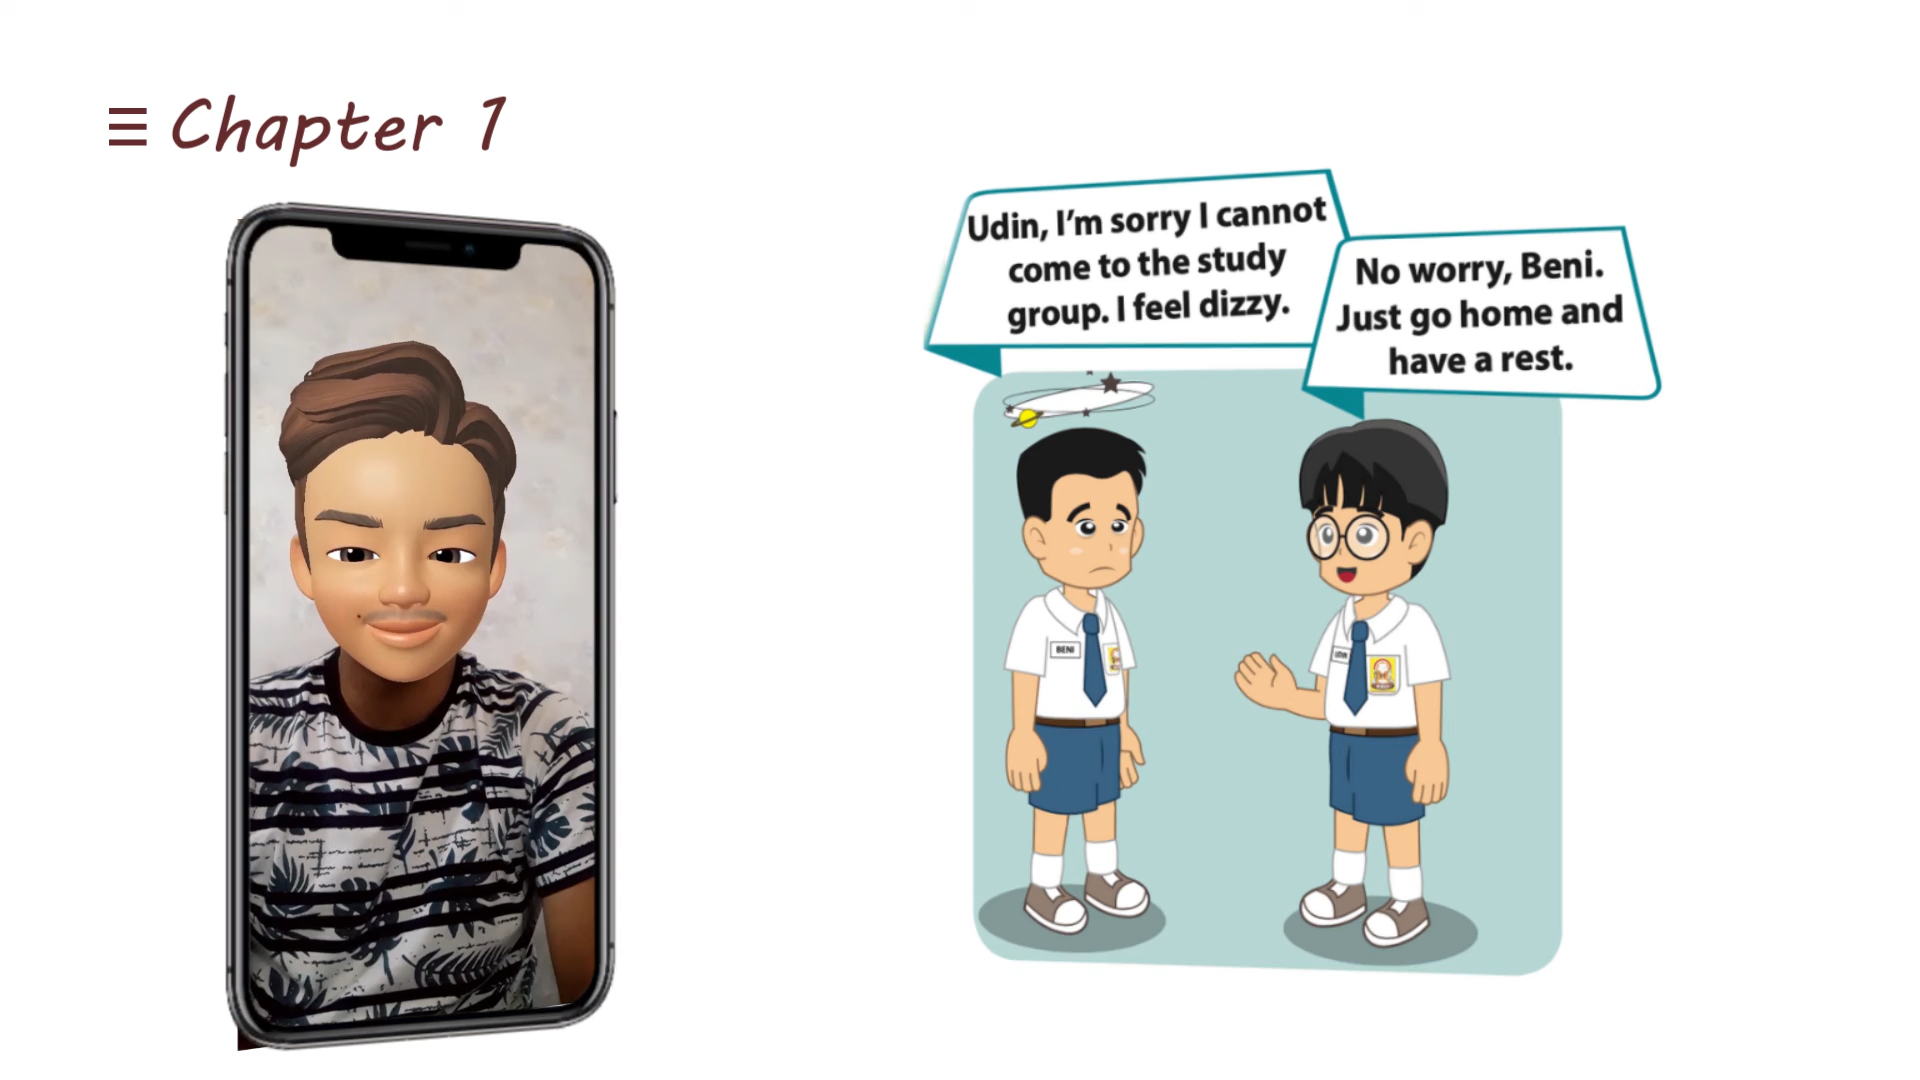 Chapter 1
Udin, I'm sorry I cannot
come to the study
group. I feel dizzy.
No worry, Beni.
Just go home and
have a rest.
BENI
UDIN